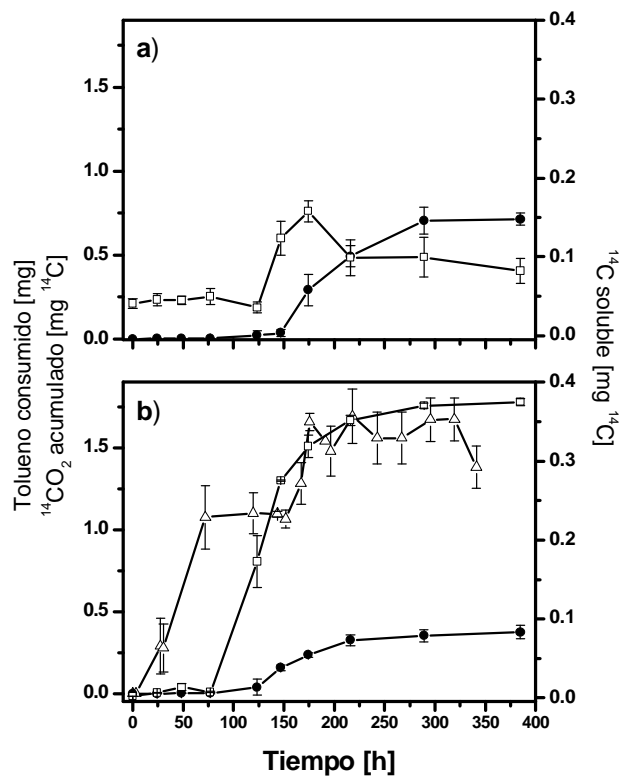 a)
Tolueno consumido [mg]
¹⁴CO₂ acumulado [mg ¹⁴C]
¹⁴C soluble [mg ¹⁴C]
1.5
1.0
0.5
0.0
0.4
0.3
0.2
0.1
0.0
b)
1.5
1.0
0.5
0.0
0.4
0.3
0.2
0.1
0.0
0 50 100 150 200 250 300 350 400
Tiempo [h]